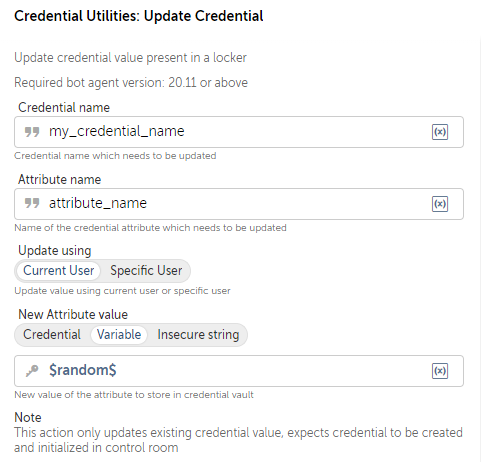 Credential Utilities: Update Credential
Update credential value present in a locker
Required bot agent version: 20.11 or above
Credential name
my_credential_name (x)
Credential name which needs to be updated
Attribute name
attribute_name (x)
Name of the credential attribute which needs to be updated
Update using
Current User Specific User
Update value using current user or specific user
New Attribute value
Credential Variable Insecure string
$random$ (x)
New value of the attribute to store in credential vault
Note
This action only updates existing credential value, expects credential to be created
and initialized in control room